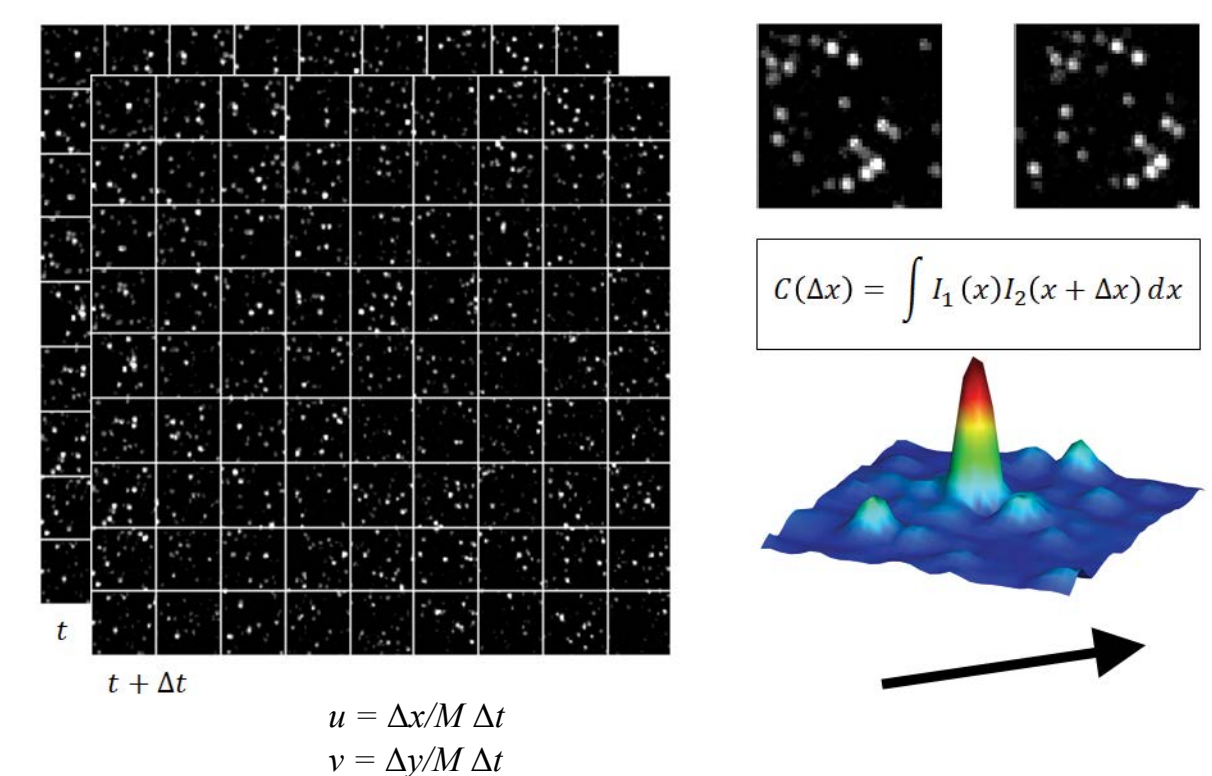 C(Δx) = ∫ I₁ (x)I₂(x + Δx) dx
t
t + Δt
u = Δx/M Δt
v = Δy/M Δt